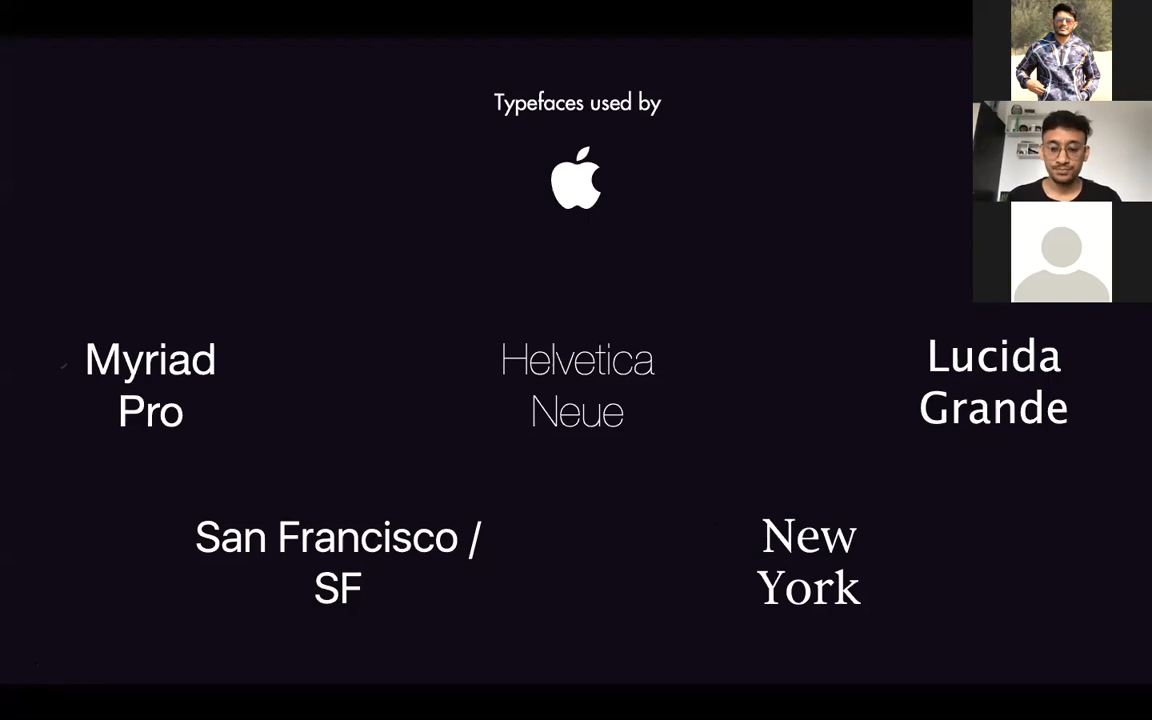 Typefaces used by
Myriad
Pro
Helvetica
Neue
Lucida
Grande
San Francisco /
SF
New
York